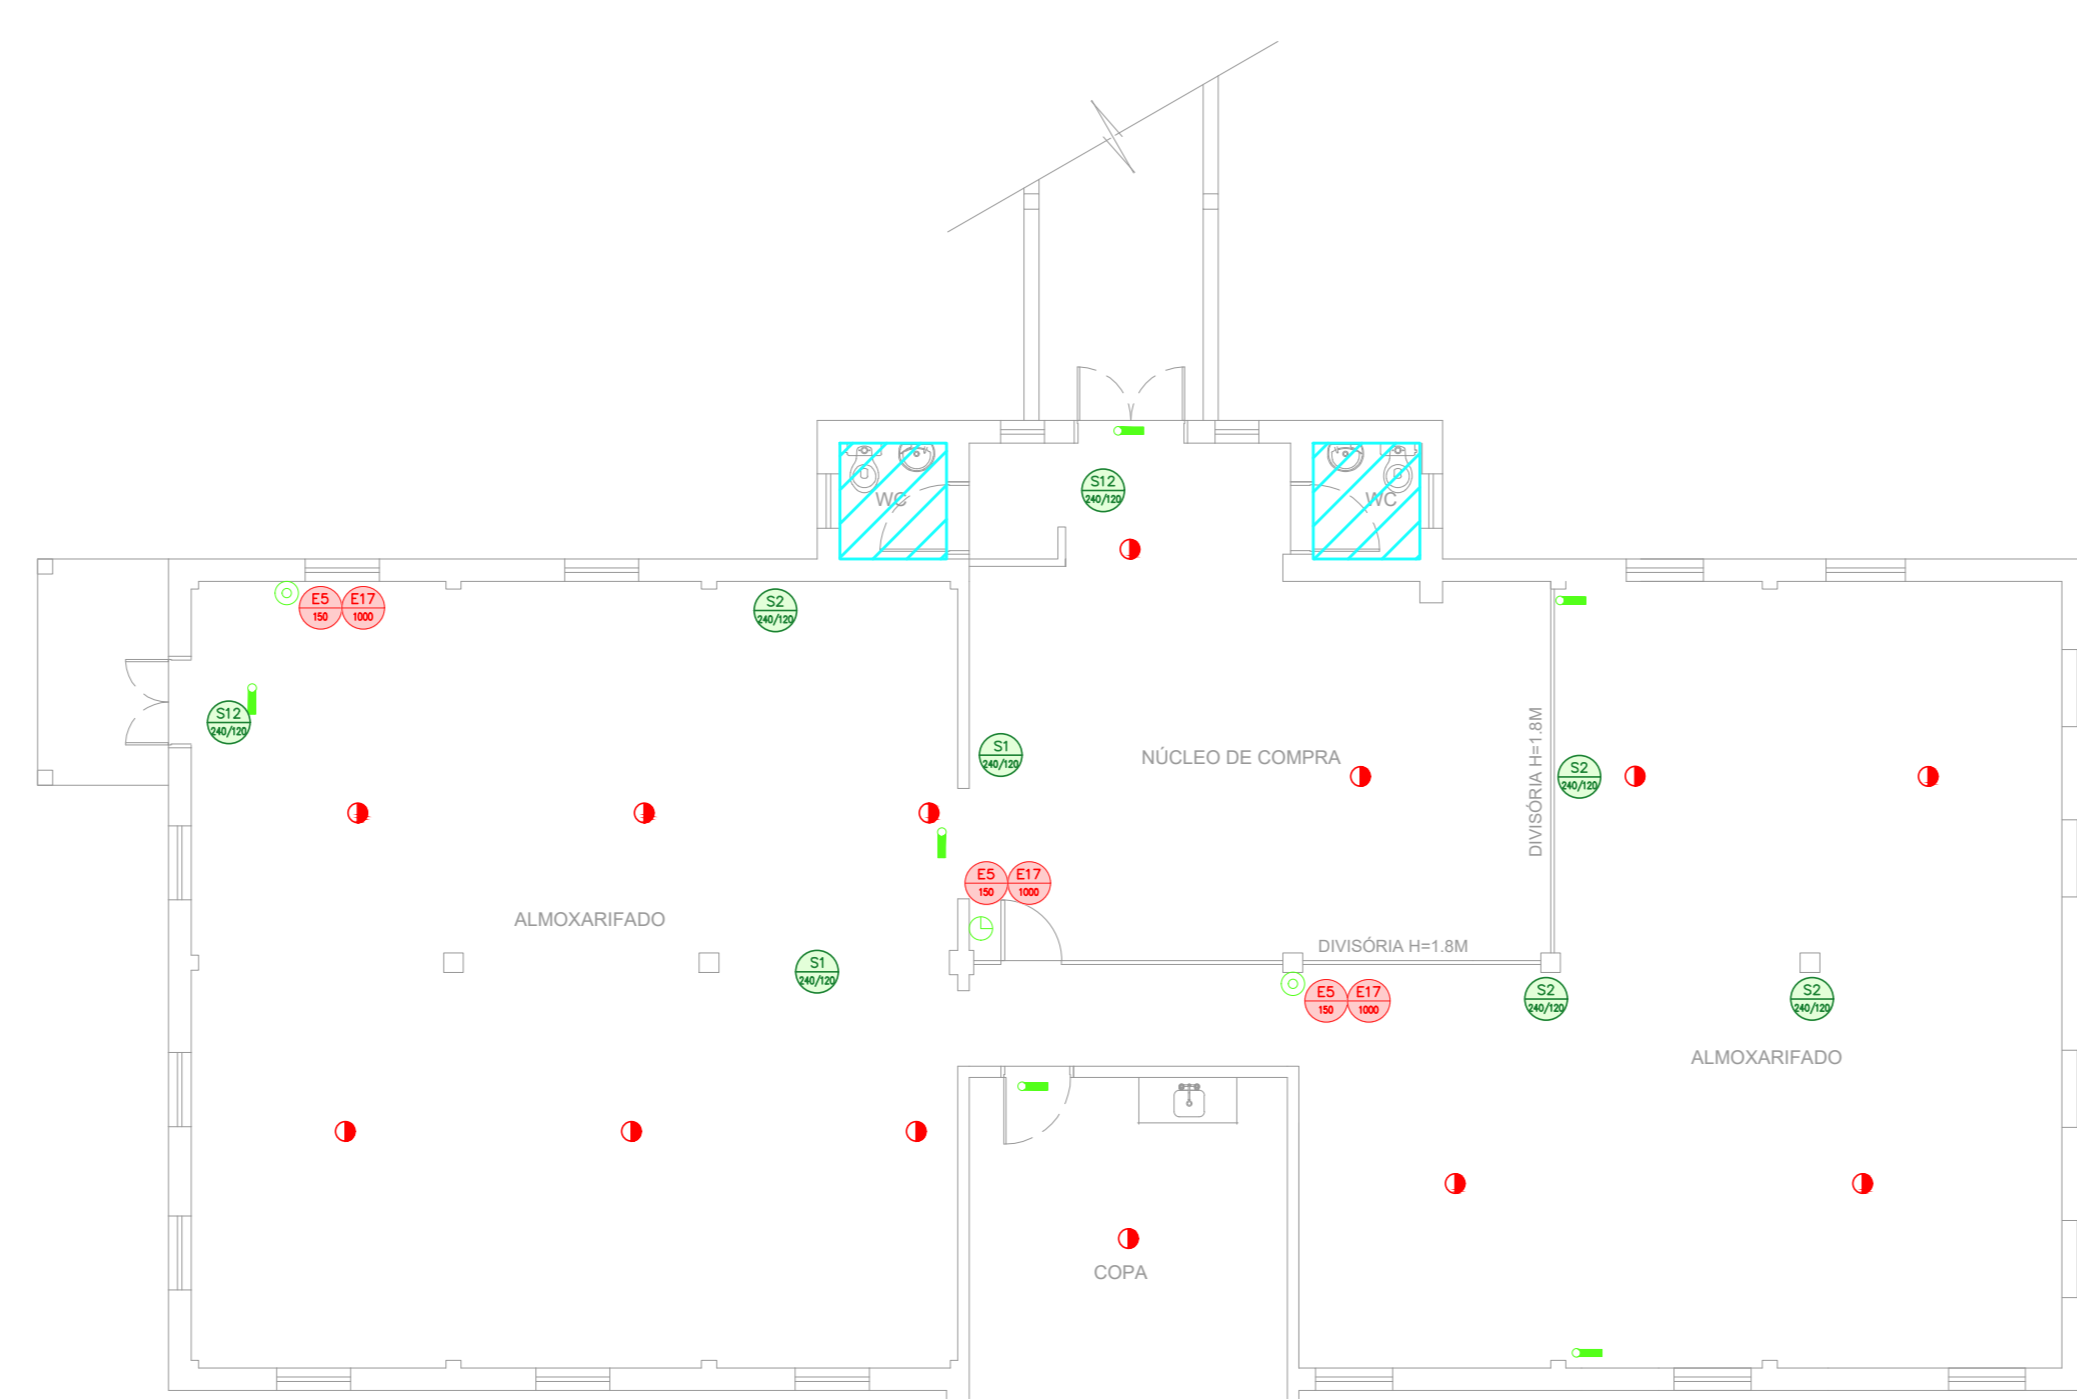 S12
240/120
WC
WC
E5
150
E17
1000
S2
240/120
S12
240/120
S1
240/120
NÚCLEO DE COMPRA
DIVISÓRIA H=1.8M
S2
240/120
E5
150
E17
1000
ALMOXARIFADO
DIVISÓRIA H=1.8M
S1
240/120
E5
150
E17
1000
S2
240/120
S2
240/120
ALMOXARIFADO
COPA